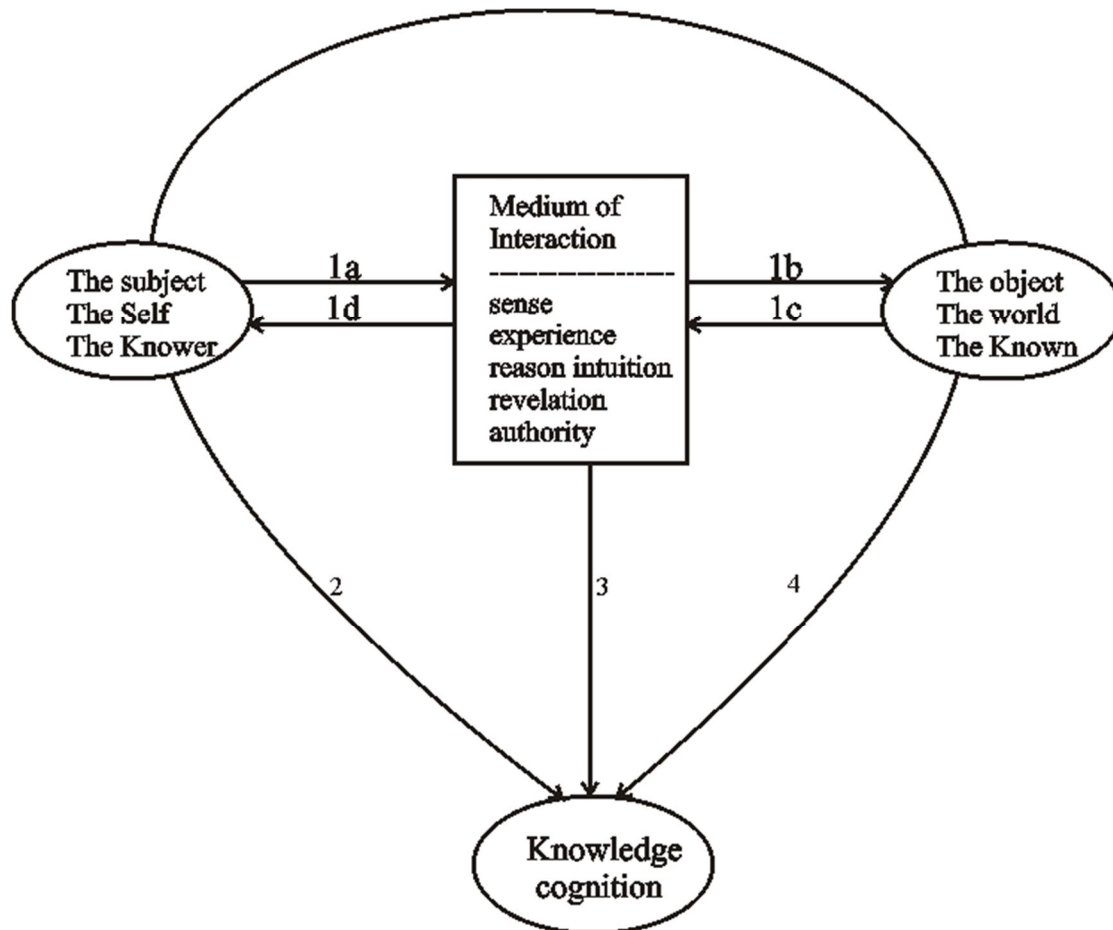 Medium of
Interaction
sense
experience
reason intuition
revelation
authority
The subject
The Self
The Knower
1a
1d
1b
1c
The object
The world
The Known
2
3
4
Knowledge
cognition